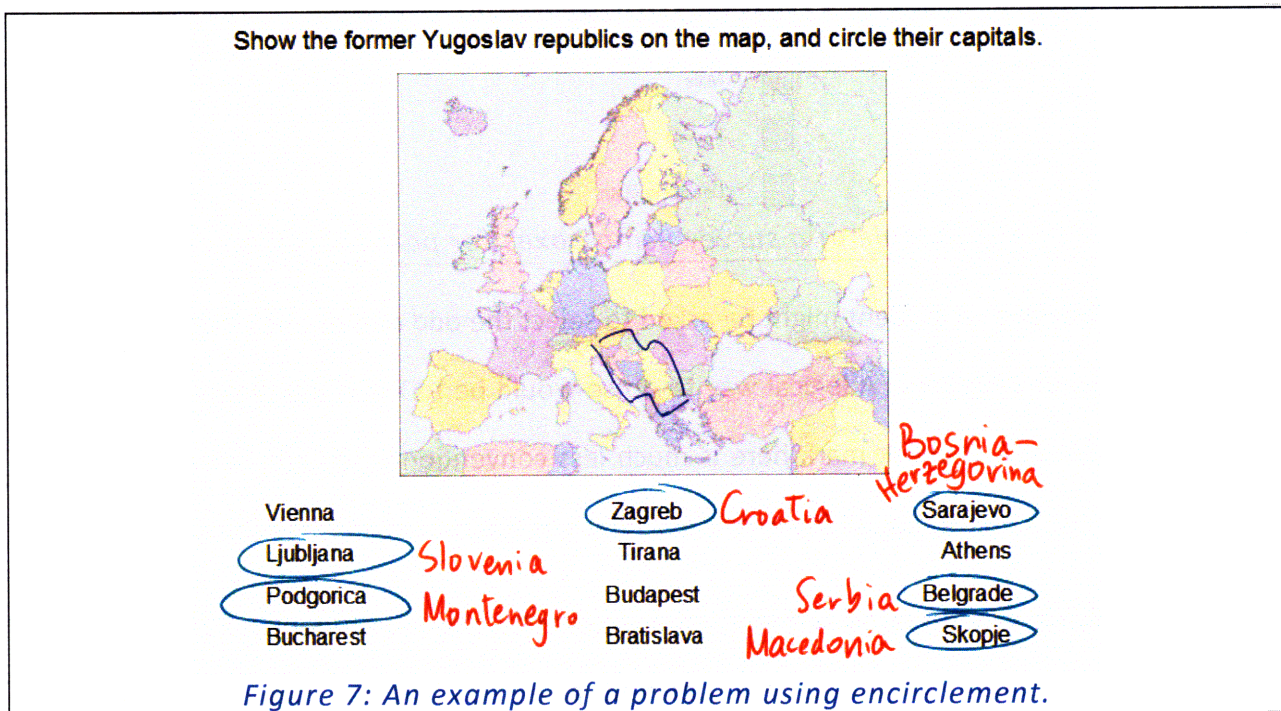 Show the former Yugoslav republics on the map, and circle their capitals.
Bosnia-
Herzegovina
Vienna Zagreb Croatia Sarajevo
Ljubljana Slovenia Tirana Athens
Podgorica Montenegro Budapest Serbia Belgrade
Bucharest Bratislava Macedonia Skopje
Figure 7: An example of a problem using encirclement.